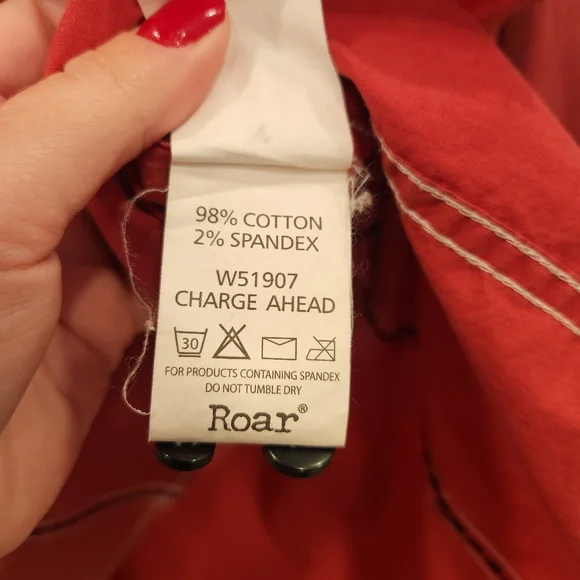 98% COTTON
2% SPANDEX
W51907
CHARGE AHEAD
30
FOR PRODUCTS CONTAINING SPANDEX
DO NOT TUMBLE DRY
Roar®